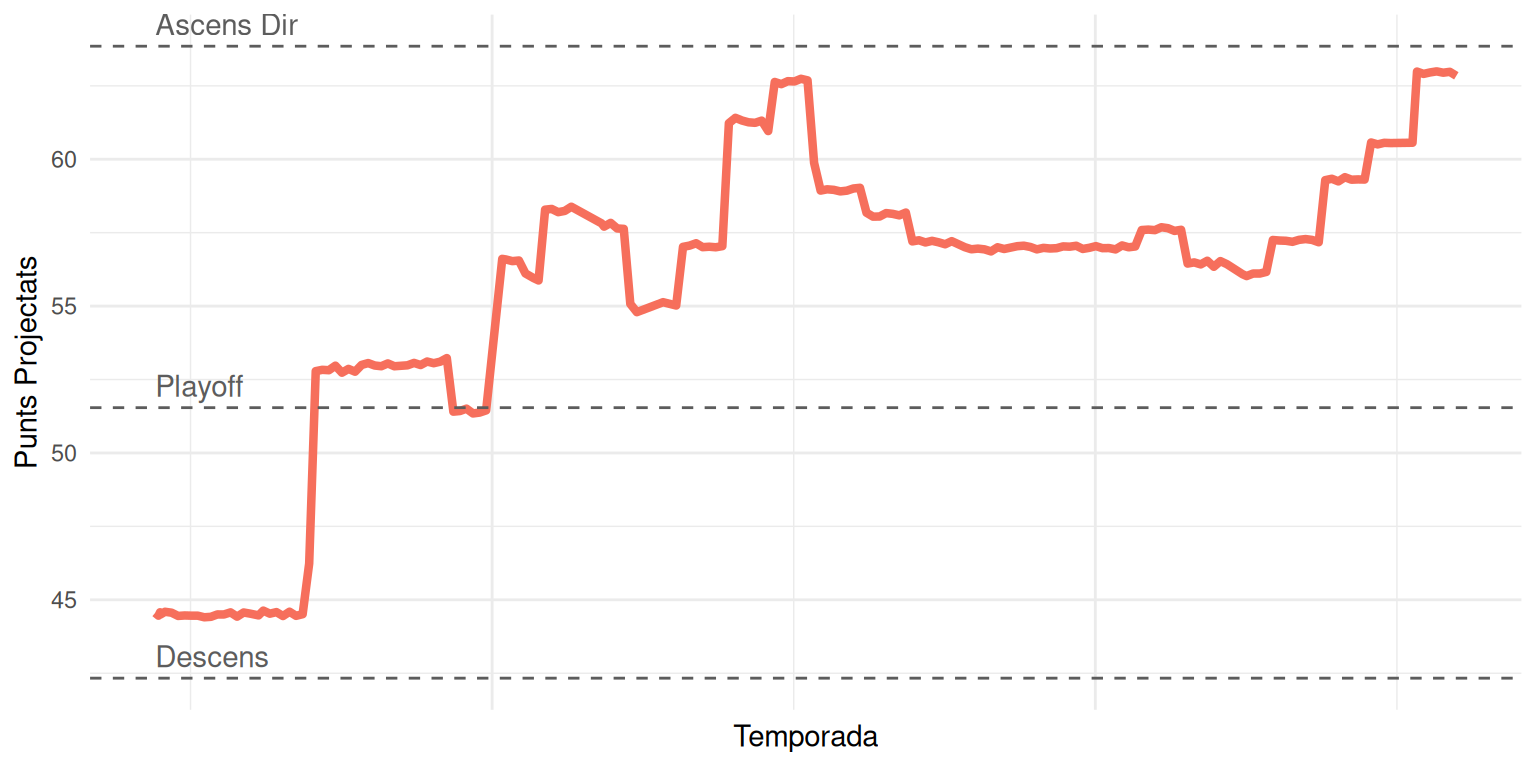 Ascens Dir
60
55
Playoff
50
45
Descens
Punts Projectats
Temporada